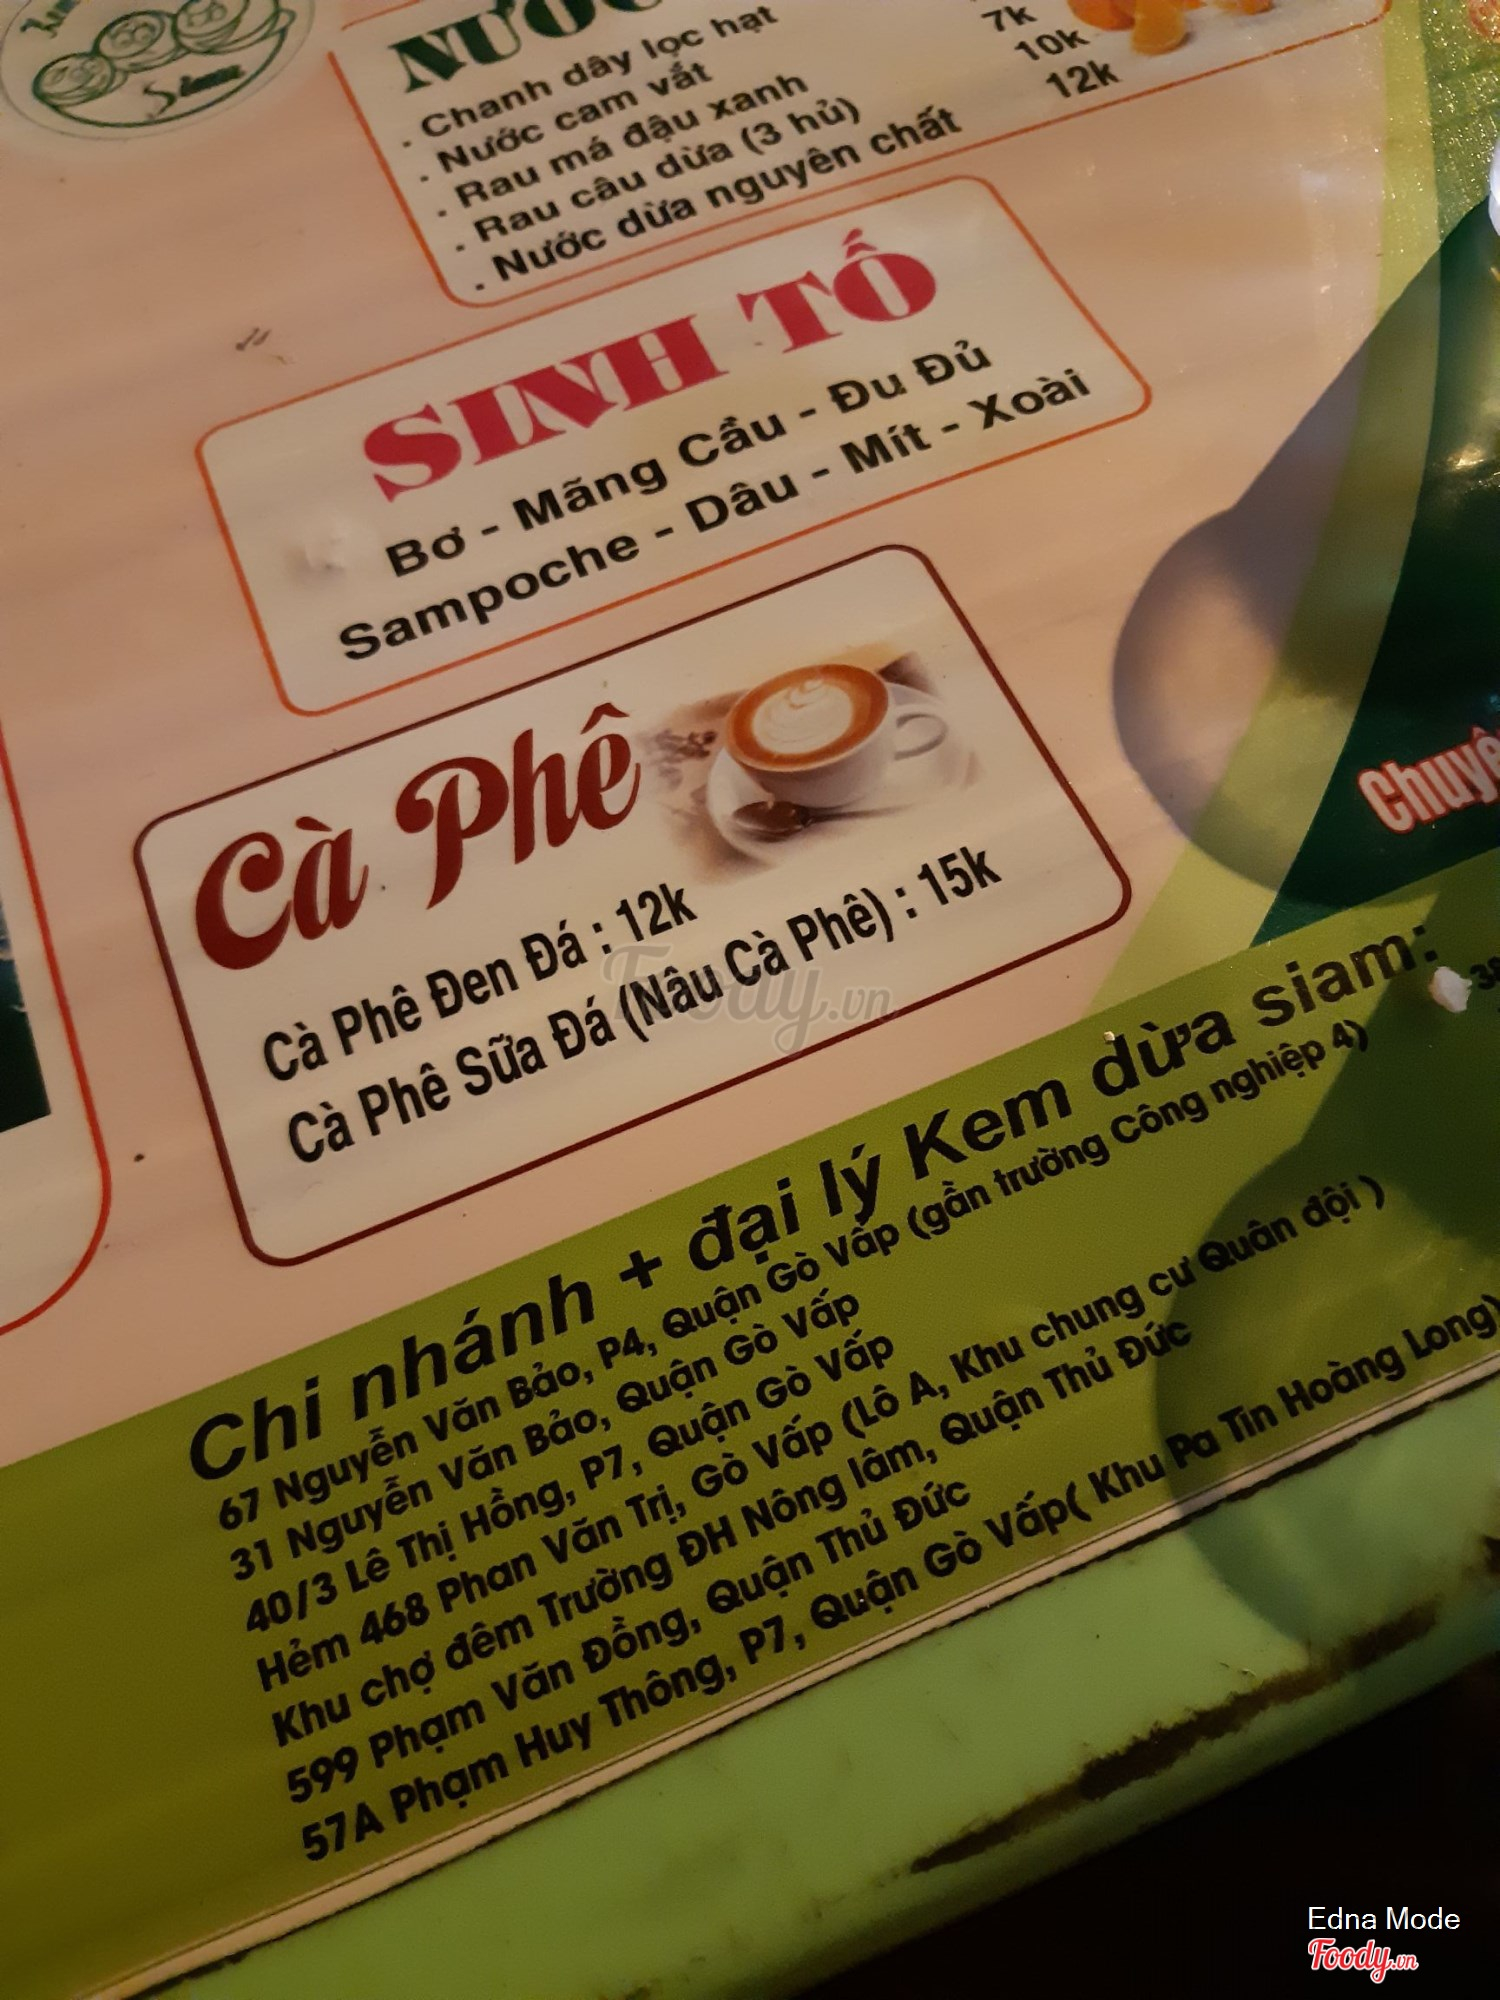 Siam
NƯỚC
. Chanh dây lọc hạt
. Nước cam vắt
. Rau má đậu xanh 7k
. Rau câu dừa (3 hủ) 10k
. Nước dừa nguyên chất 12k
SINH TỐ
Bơ - Mãng Cầu - Đu Đủ
Sampoche - Dâu - Mít - Xoài
Cà Phê
Cà Phê Đen Đá : 12k
Cà Phê Sữa Đá (Nâu Cà Phê) : 15k
Foody.vn
Chi nhánh + đại lý Kem dừa siam:
67 Nguyễn Văn Bảo, P4, Quận Gò Vấp (gần trường Công nghiệp 4)
31 Nguyễn Văn Bảo, Quận Gò Vấp
40/3 Lê Thị Hồng, P7, Quận Gò Vấp
Hẻm 468 Phan Văn Trị, Gò Vấp (Lô A, Khu chung cư Quân đội )
Khu chợ đêm Trường ĐH Nông lâm, Quận Thủ Đức
599 Phạm Văn Đồng, Quận Thủ Đức
57A Phạm Huy Thông, P7, Quận Gò Vấp( Khu Pa Tin Hoàng Long)
Edna Mode
Foody.vn